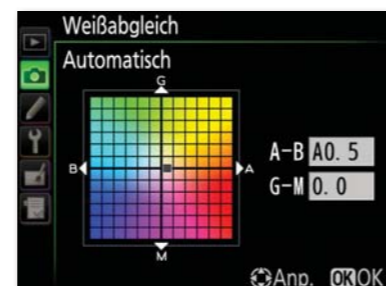 Weißabgleich
Automatisch
G
B
A
M
A-B A0. 5
G-M 0. 0
Anp. OK OK